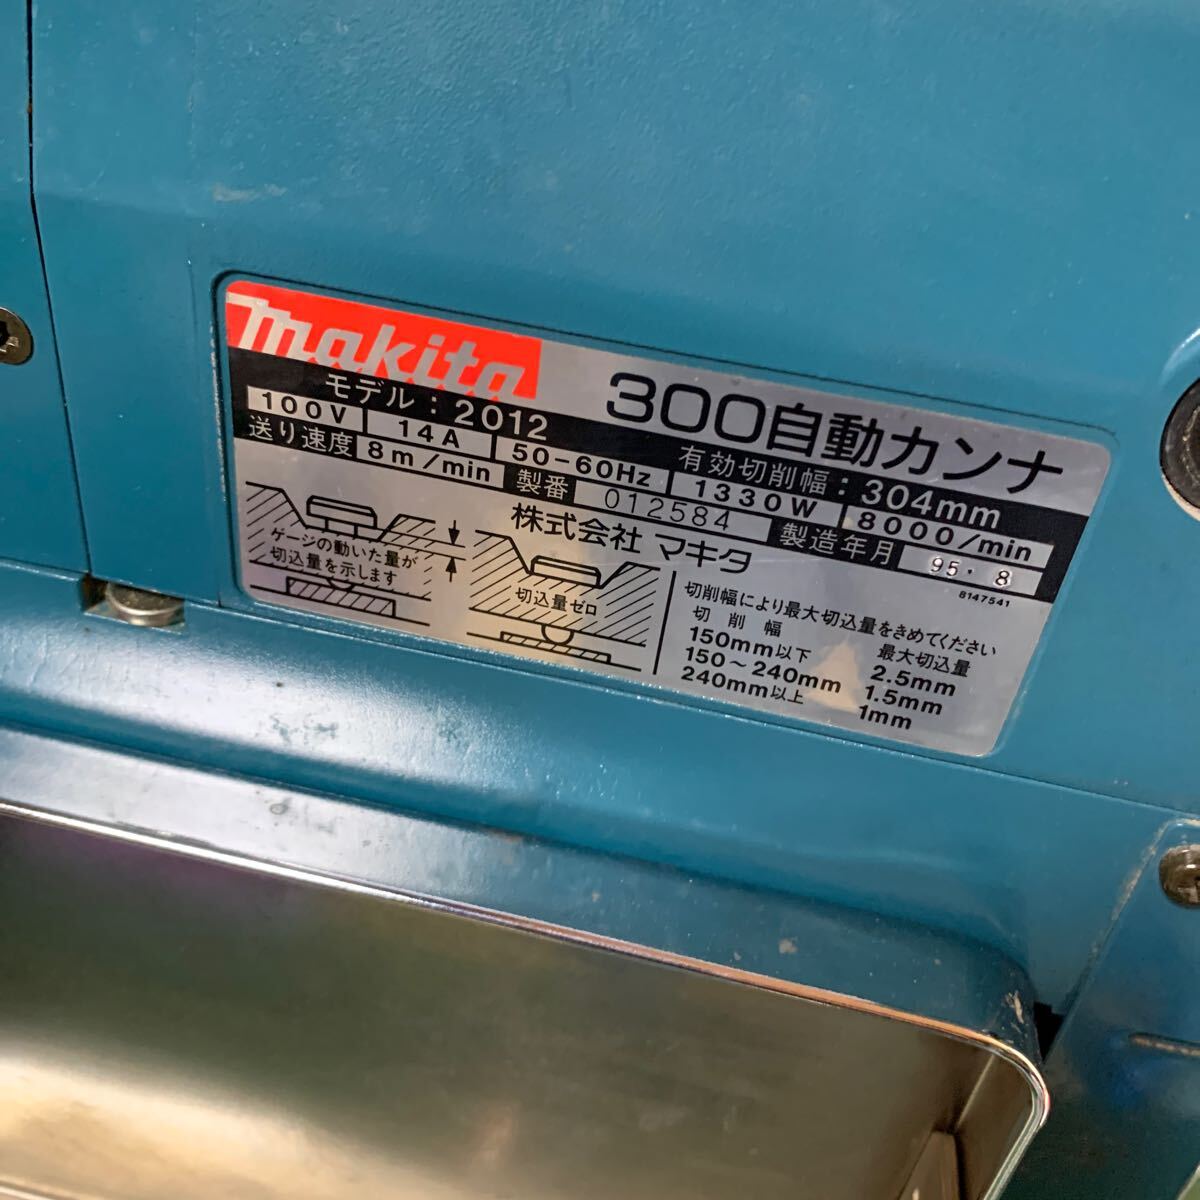 makita
300自動カンナ
モデル：2012
有効切削幅：304mm
100V 14A 50-60Hz 1330W 8000/min
送り速度 8m/min 製番 012584 製造年月 95・8
株式会社 マキタ
8147541
ゲージの動いた量が
切込量を示します
切込量ゼロ
切削幅により最大切込量をきめてください
切削幅 最大切込量
150mm以下 2.5mm
150～240mm 1.5mm
240mm以上 1mm